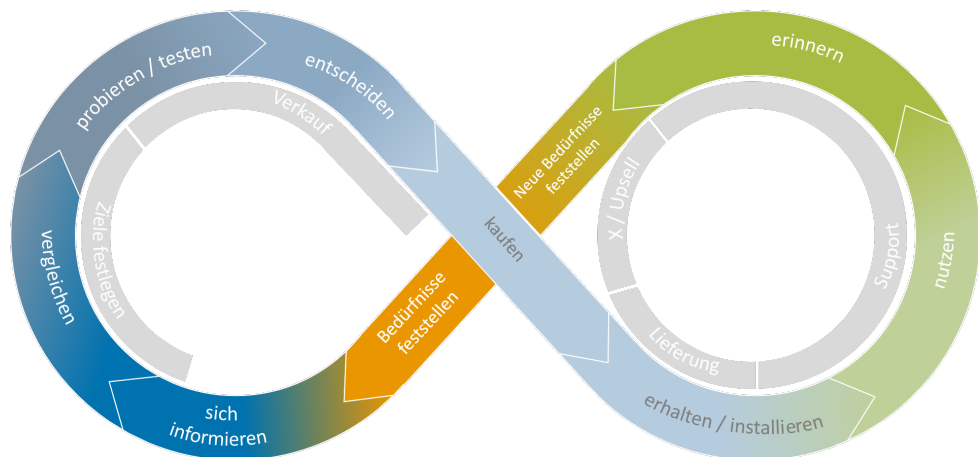 probieren / testen
entscheiden
erinnern
Verkauf
Neue Bedürfnisse
feststellen
X / Upsell
Ziele festlegen
vergleichen
kaufen
Support
nutzen
Bedürfnisse
feststellen
Lieferung
sich
informieren
erhalten / installieren